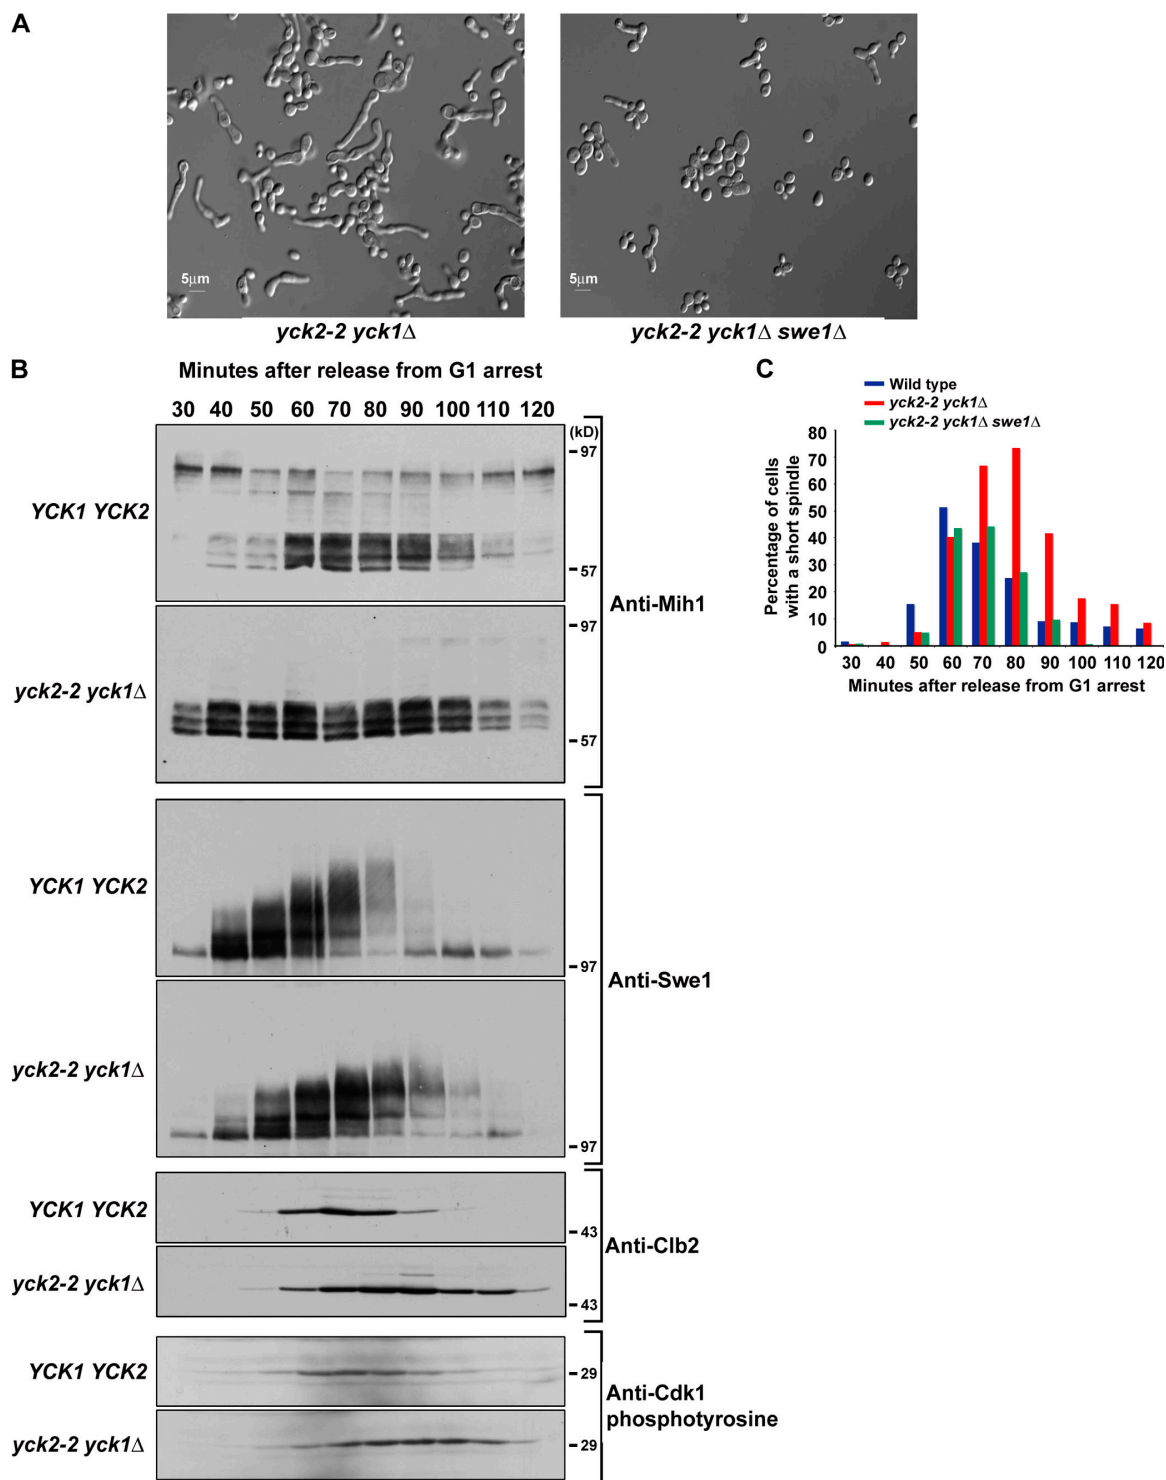 A
5μm
5μm
yck2-2 yck1Δ
yck2-2 yck1Δ swe1Δ
B
Minutes after release from G1 arrest
30 40 50 60 70 80 90 100 110 120
(kD)
97
YCK1 YCK2
57
97
yck2-2 yck1Δ
57
Anti-Mih1
YCK1 YCK2
97
yck2-2 yck1Δ
97
Anti-Swe1
YCK1 YCK2
43
yck2-2 yck1Δ
43
Anti-Clb2
YCK1 YCK2
29
yck2-2 yck1Δ
29
Anti-Cdk1
phosphotyrosine
C
Wild type
yck2-2 yck1Δ
yck2-2 yck1Δ swe1Δ
Percentage of cells
with a short spindle
80
70
60
50
40
30
20
10
0
30 40 50 60 70 80 90 100 110 120
Minutes after release from G1 arrest